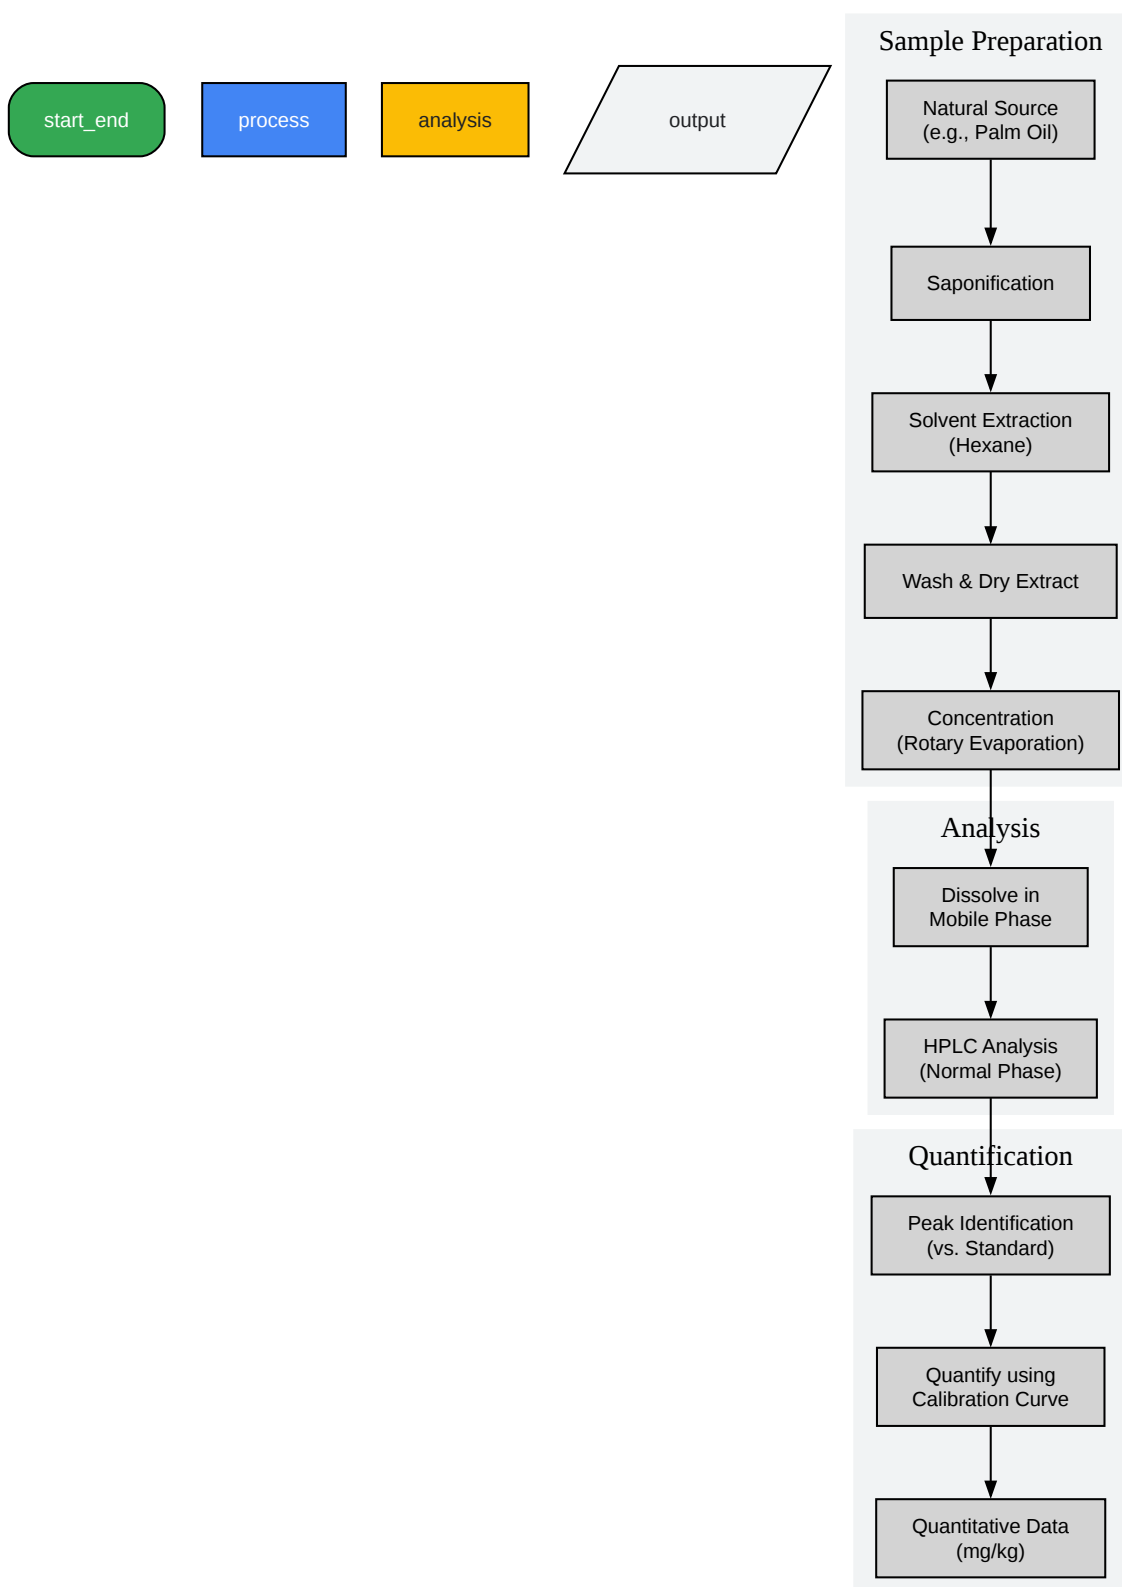 start_end
process
analysis
output
Sample Preparation
Natural Source
(e.g., Palm Oil)
Saponification
Solvent Extraction
(Hexane)
Wash & Dry Extract
Concentration
(Rotary Evaporation)
Analysis
Dissolve in
Mobile Phase
HPLC Analysis
(Normal Phase)
Quantification
Peak Identification
(vs. Standard)
Quantify using
Calibration Curve
Quantitative Data
(mg/kg)